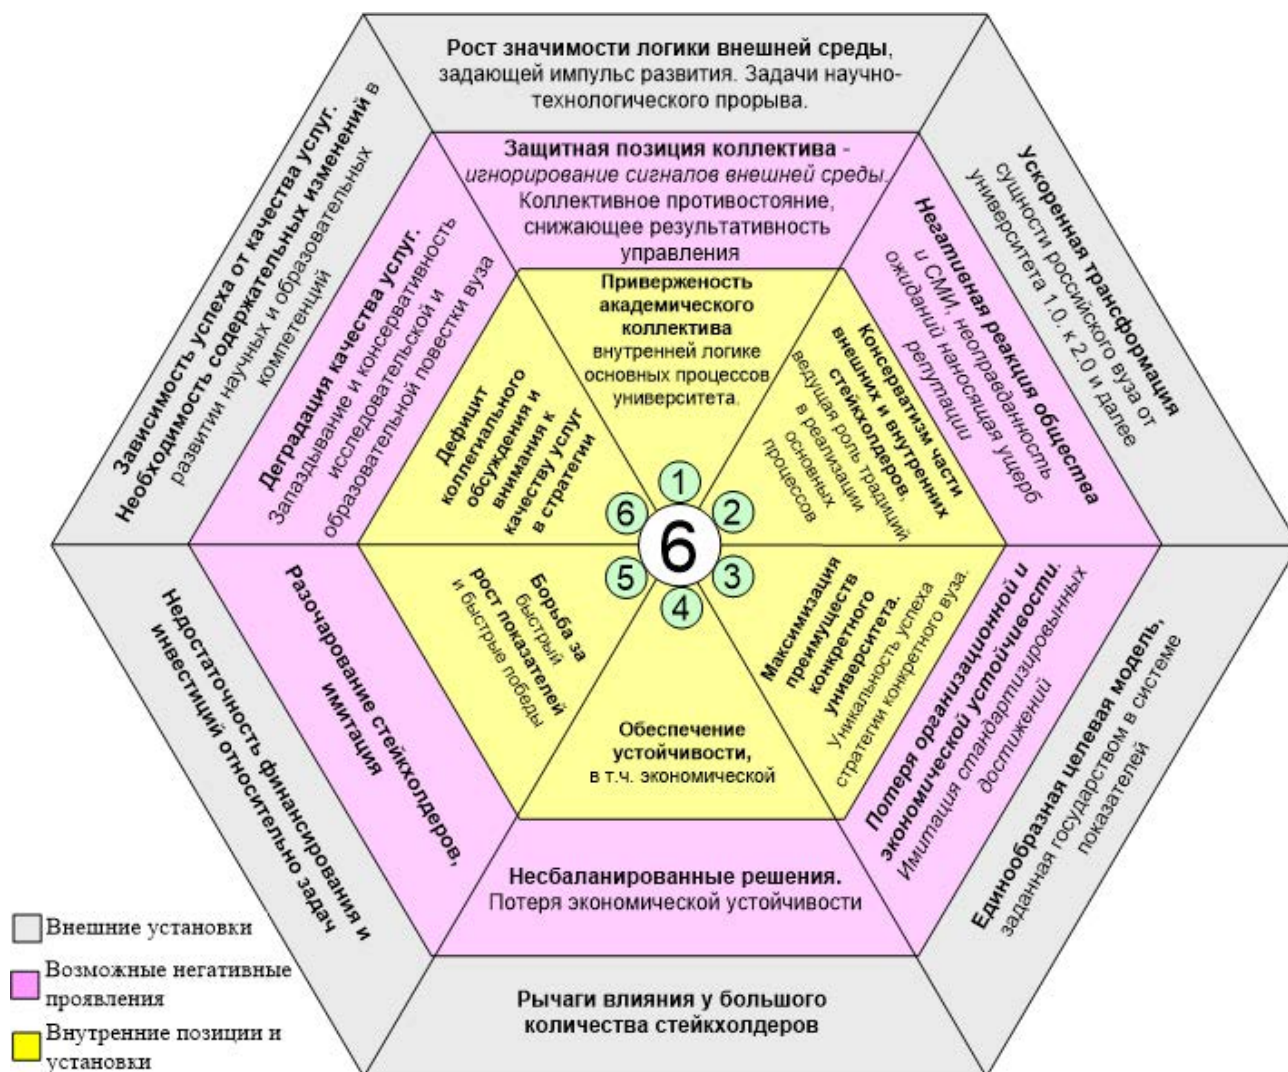 Рост значимости логики внешней среды,
задающей импульс развития. Задачи научно-
технологического прорыва.
Защитная позиция коллектива -
игнорирование сигналов внешней среды.
Коллективное противостояние,
снижающее результативность
управления
Приверженость
академического
коллектива
внутренней логике
основных процессов
университета.
Ускоренная трансформация
сущности российского вуза от
университета 1.0. к 2.0 и далее
Негативная реакция общества
и СМИ, неоправданность
ожиданий наносящая ущерб
репутации
Консерватизм части
внешних и внутренних
стейкхолдеров.
ведущая роль традиций
в реализации
основных
процессов
Единообразная целевая модель,
заданная государством в системе
показателей
Потеря организационной и
экономической устойчивости.
Имитация стандартизировынных
достижений
Максимизация
преимуществ
конкретного
университета.
Уникальность успеха
стратегии конкретного вуза.
Рычаги влияния у большого
количества стейкхолдеров
Несбаланированные решения.
Потеря экономической устойчивости
Обеспечение
устойчивости,
в т.ч. экономической
Недостаточность финансирования и
инвестиций относительно задач
Разочарование стейкхолдеров,
имитация
Борьба за
быстрый
рост показателей
и быстрые победы
Зависимость успеха от качества услуг.
Необходимость содержательных изменений в
развитии научных и образовательных
компетенций
Деградация качества услуг.
Запаздывание и консервативность
исследовательской и
образовательной повестки вуза
Дефицит
коллегиального
обсуждения и
внимания к
качеству услуг
в стратегии
1
2
3
4
5
6
6
Внешние установки
Возможные негативные
проявления
Внутренние позиции и
установки